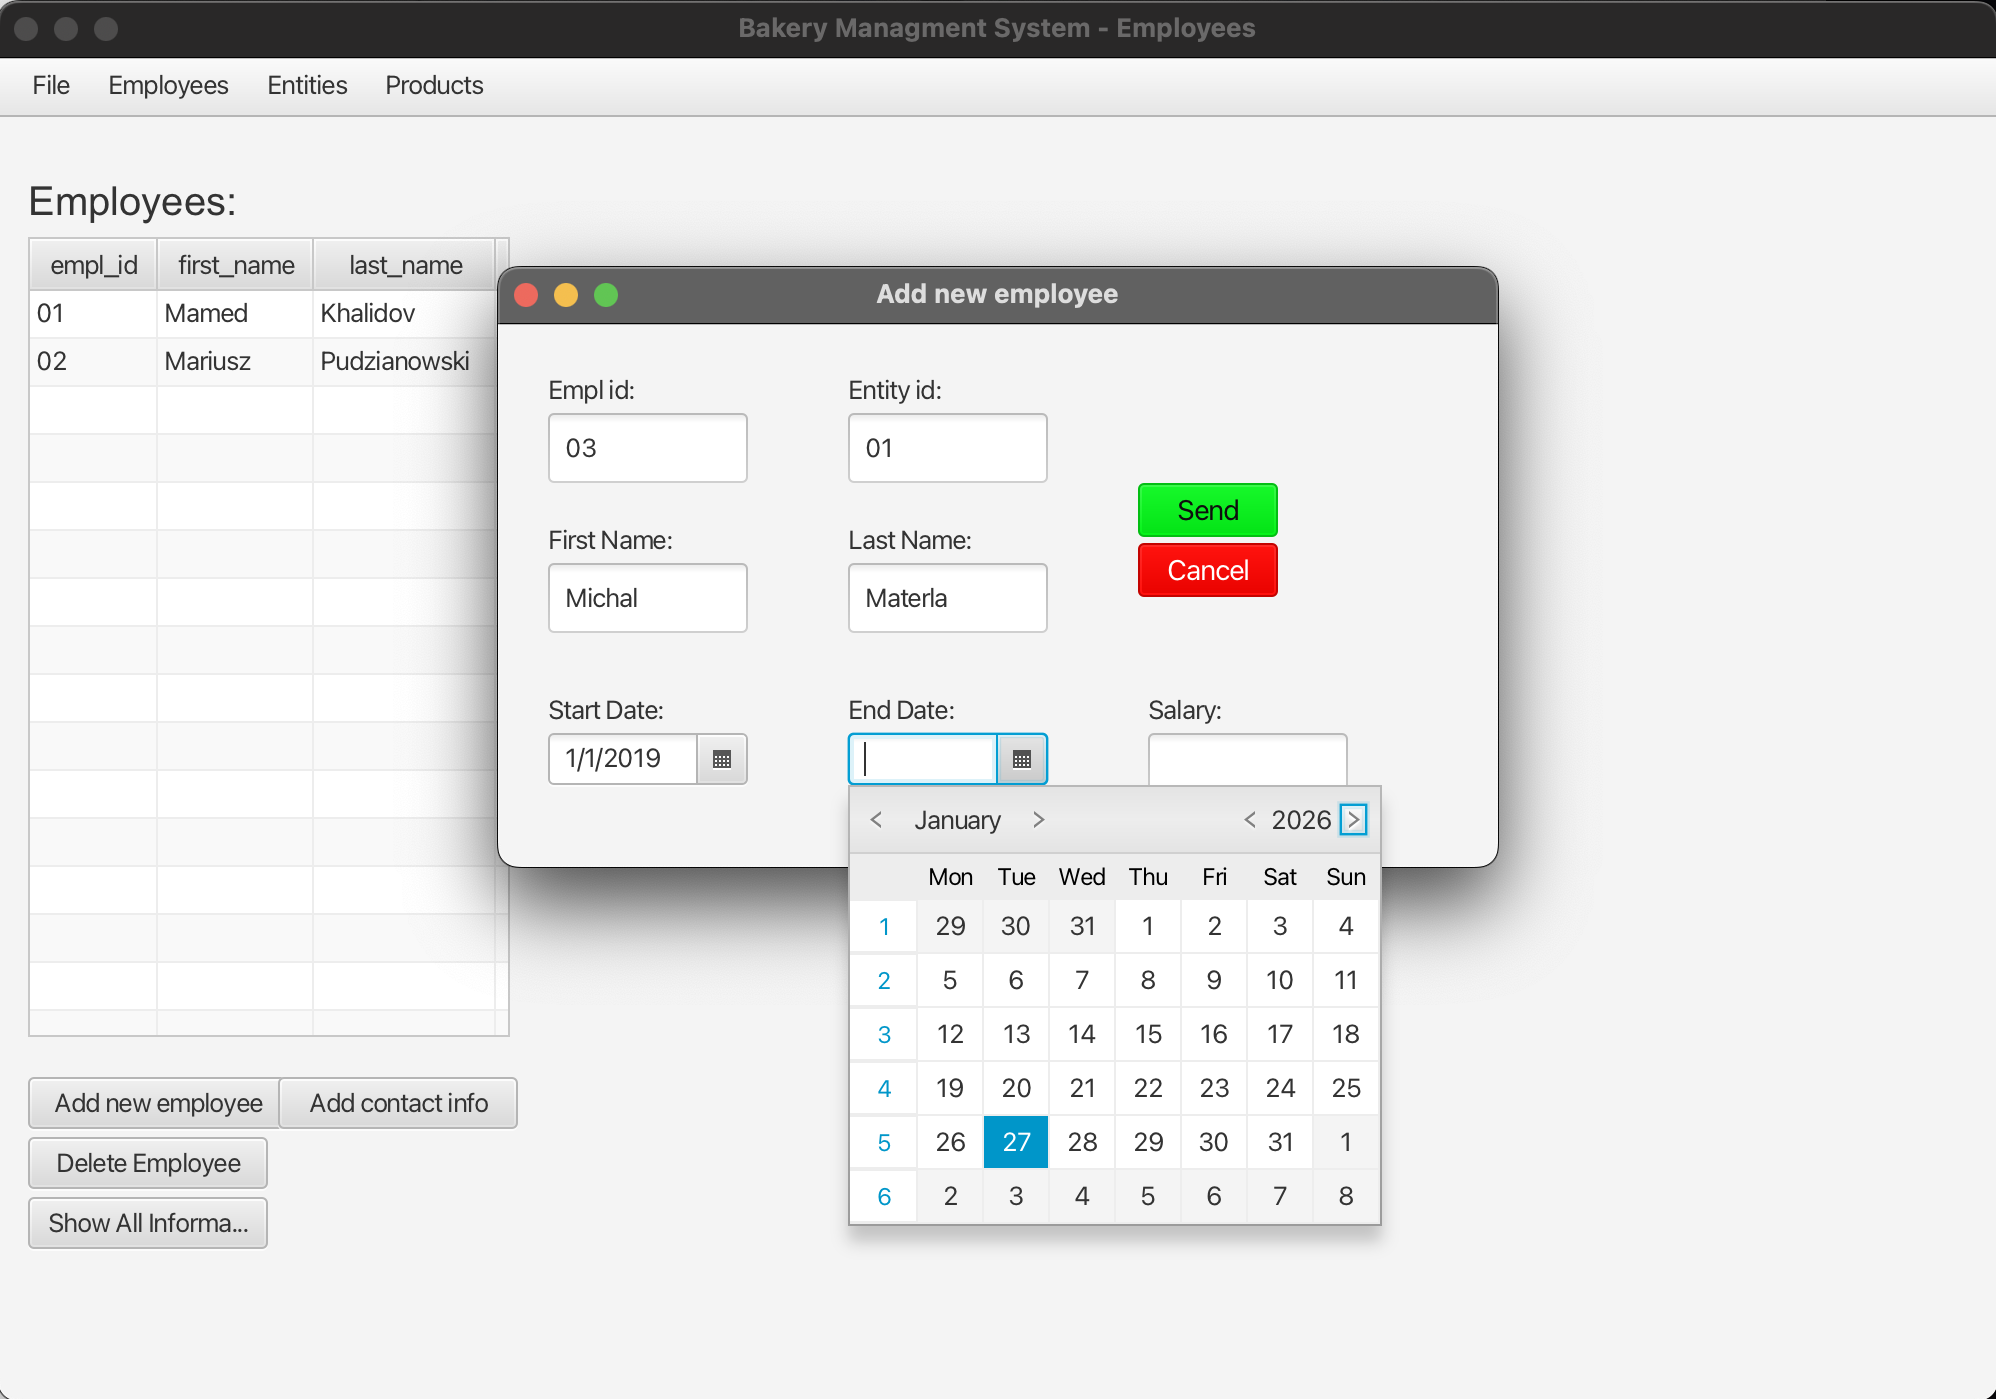 Bakery Managment System - Employees
File Employees Entities Products
Employees:
empl_id first_name last_name
01 Mamed Khalidov
02 Mariusz Pudzianowski
Add new employee Add contact info
Delete Employee
Show All Informa...
Add new employee
Empl id: Entity id:
03 01
Send
First Name: Last Name:
Cancel
Michal Materla
Start Date: End Date: Salary:
1/1/2019
< January > < 2026 >
Mon Tue Wed Thu Fri Sat Sun
1 29 30 31 1 2 3 4
2 5 6 7 8 9 10 11
3 12 13 14 15 16 17 18
4 19 20 21 22 23 24 25
5 26 27 28 29 30 31 1
6 2 3 4 5 6 7 8